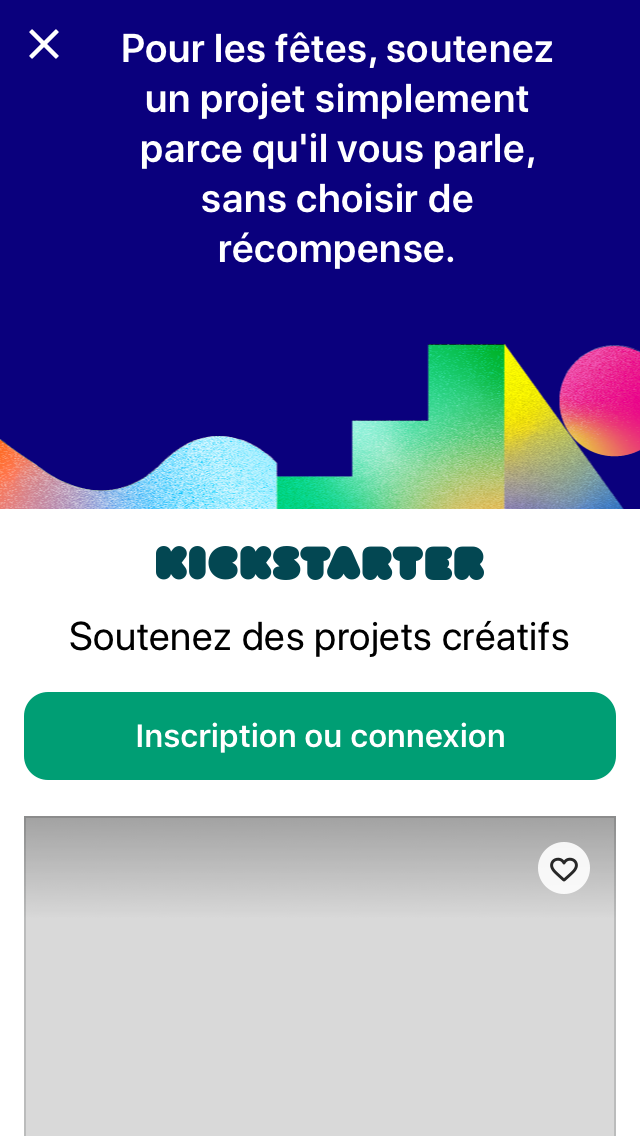 Pour les fêtes, soutenez
un projet simplement
parce qu'il vous parle,
sans choisir de
récompense.
KICKSTARTER
Soutenez des projets créatifs
Inscription ou connexion